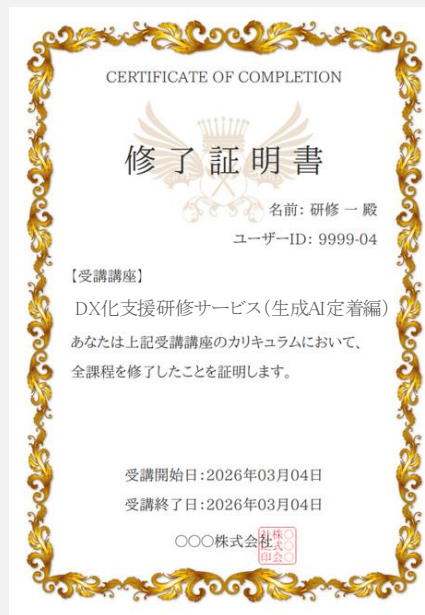 CERTIFICATE OF COMPLETION
修了証明書
名前: 研修 一 殿
ユーザーID: 9999-04
【受講講座】
DX化支援研修サービス(生成AI定着編)
あなたは上記受講講座のカリキュラムにおいて、
全課程を修了したことを証明します。
受講開始日:2026年03月04日
受講終了日:2026年03月04日
〇〇〇株式会社